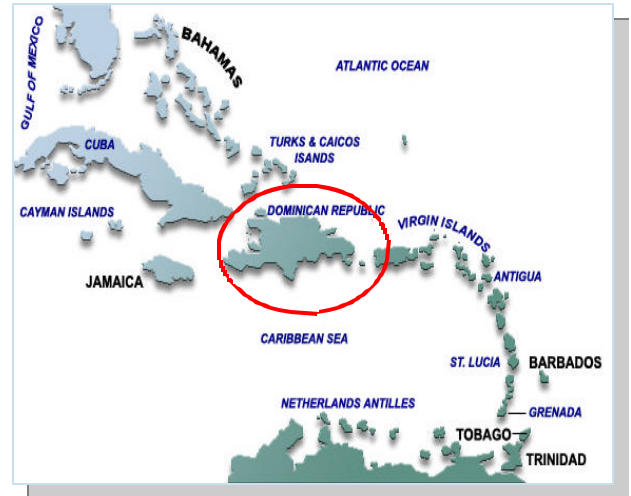 GULF OF MEXICO
BAHAMAS
ATLANTIC OCEAN
CUBA
TURKS & CAICOS
ISANDS
CAYMAN ISLANDS
DOMINICAN REPUBLIC
VIRGIN ISLANDS
JAMAICA
ANTIGUA
CARIBBEAN SEA
ST. LUCIA
BARBADOS
NETHERLANDS ANTILLES
GRENADA
TOBAGO
TRINIDAD